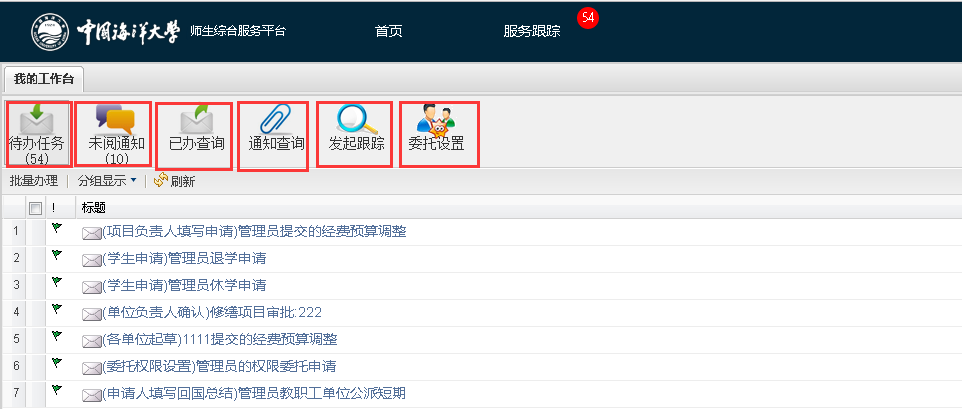 中国海洋大学 师生综合服务平台 首页 服务跟踪 54
我的工作台
待办任务 未阅通知 已办查询 通知查询 发起跟踪 委托设置
(54) (10)
批量办理 分组显示 刷新
! 标题
1 (项目负责人填写申请)管理员提交的经费预算调整
2 (学生申请)管理员退学申请
3 (学生申请)管理员休学申请
4 (单位负责人确认)修缮项目审批:222
5 (各单位起草)1111提交的经费预算调整
6 (委托权限设置)管理员的权限委托申请
7 (申请人填写回国总结)管理员教职工单位公派短期